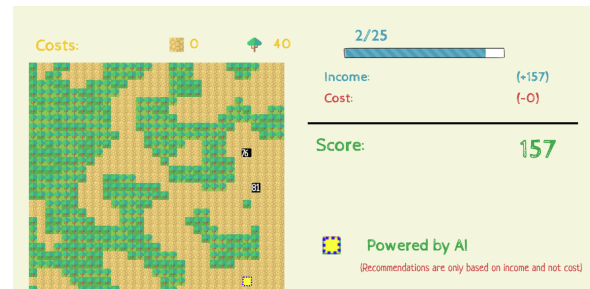 Costs: 0 40
2/25
Income: (+157)
Cost: (-0)
Score: 157
76
81
Powered by AI
(Recommendations are only based on income and not cost)